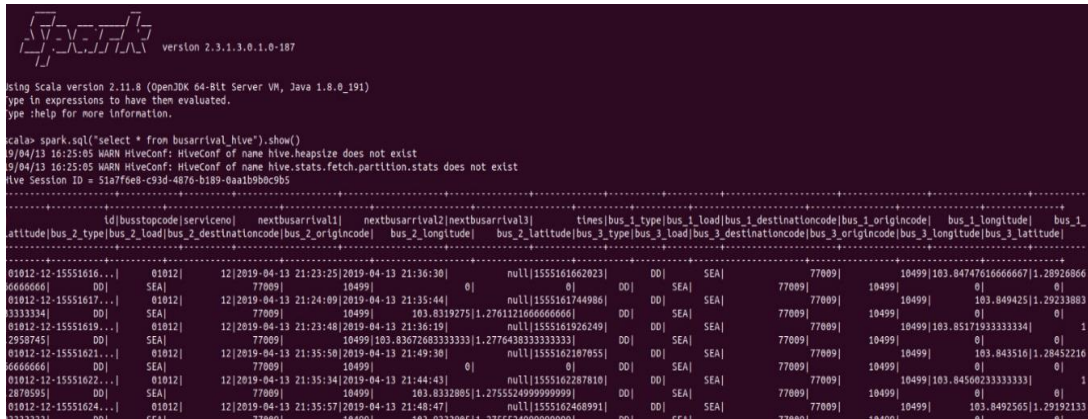 version 2.3.1.3.0.1.0-187
Using Scala version 2.11.8 (OpenJDK 64-Bit Server VM, Java 1.8.0_191)
Type in expressions to have them evaluated.
Type :help for more information.
scala> spark.sql("select * from busarrival_hive").show()
19/04/13 16:25:05 WARN HiveConf: HiveConf of name hive.heapsize does not exist
19/04/13 16:25:05 WARN HiveConf: HiveConf of name hive.stats.fetch.partition.stats does not exist
Hive Session ID = 51a7f6e8-c93d-4876-b189-0aa1b9b0c9b5
id|busstopcode|serviceno| nextbusarrival1| nextbusarrival2|nextbusarrival3| times|bus_1_type|bus_1_load|bus_1_destinationcode|bus_1_origincode| bus_1_longitude| bus_1_
latitude|bus_2_type|bus_2_load|bus_2_destinationcode|bus_2_origincode| bus_2_longitude| bus_2_latitude|bus_3_type|bus_3_load|bus_3_destinationcode|bus_3_origincode|bus_3_longitude|bus_3_latitude|
01012-12-15551616...| 01012| 12|2019-04-13 21:23:25|2019-04-13 21:36:30| null|1555161662023| DD| SEA| 77009| 10499|103.84747616666667|1.28926866
66666666| DD| SEA| 77009| 10499| 0| 0| DD| SEA| 77009| 10499| 0| 0|
01012-12-15551617...| 01012| 12|2019-04-13 21:24:09|2019-04-13 21:35:44| null|1555161744986| DD| SEA| 77009| 10499| 103.849425|1.29233883
33333334| DD| SEA| 77009| 10499| 103.8319275|1.2761121666666666| DD| SEA| 77009| 10499| 0| 0|
01012-12-15551619...| 01012| 12|2019-04-13 21:23:48|2019-04-13 21:36:19| null|1555161926249| DD| SEA| 77009| 10499|103.85171933333334| 1
.2958745| DD| SEA| 77009| 10499|103.83672683333333|1.2776438333333333| DD| SEA| 77009| 10499| 0| 0|
01012-12-15551621...| 01012| 12|2019-04-13 21:35:50|2019-04-13 21:49:30| null|1555162107055| DD| SEA| 77009| 10499| 103.843516|1.28452216
66666666| DD| SEA| 77009| 10499| 0| 0| DD| SEA| 77009| 10499| 0| 0|
01012-12-15551622...| 01012| 12|2019-04-13 21:35:34|2019-04-13 21:44:43| null|1555162287810| DD| SEA| 77009| 10499|103.84560233333333| 1
.2870595| DD| SEA| 77009| 10499| 103.8332805|1.2755524999999999| DD| SEA| 77009| 10499| 0| 0|
01012-12-15551624...| 01012| 12|2019-04-13 21:35:57|2019-04-13 21:48:47| null|1555162468991| DD| SEA| 77009| 10499| 103.8492565|1.29192133